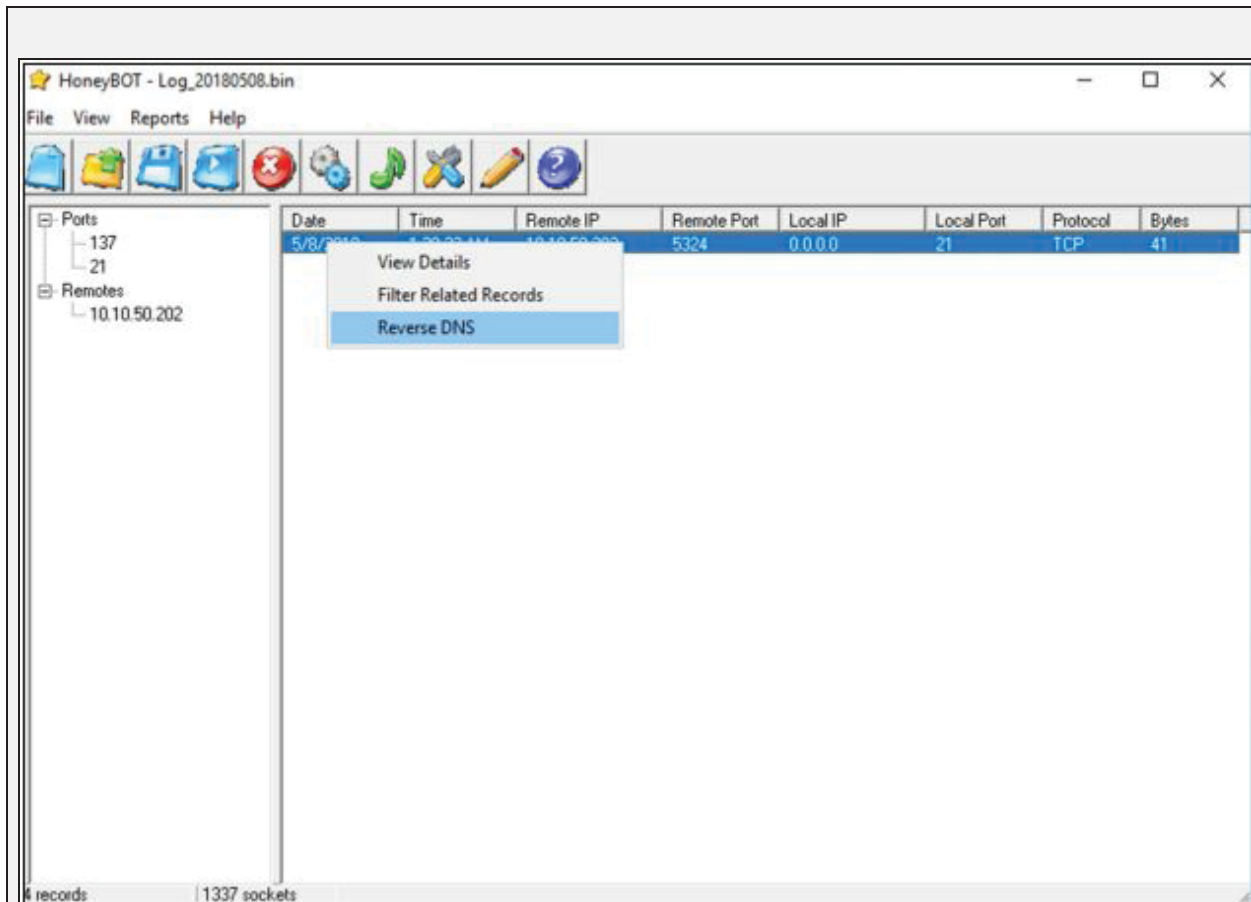 HoneyBOT - Log_20180508.bin
File View Reports Help
Ports
137
21
Remotes
10.10.50.202
Date Time Remote IP Remote Port Local IP Local Port Protocol Bytes
5324 0.0.0.0 21 TCP 41
View Details
Filter Related Records
Reverse DNS
4 records 1337 sockets